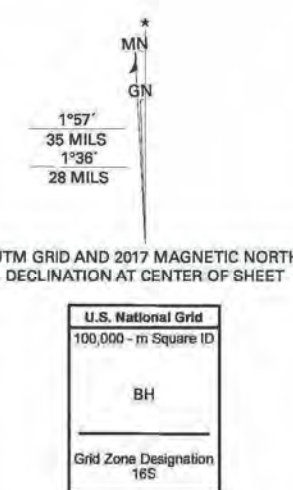 *
MN
GN
1°57´
35 MILS
1°36´
28 MILS
UTM GRID AND 2017 MAGNETIC NORTH
DECLINATION AT CENTER OF SHEET
U.S. National Grid
100,000 - m Square ID
BH
Grid Zone Designation
16S